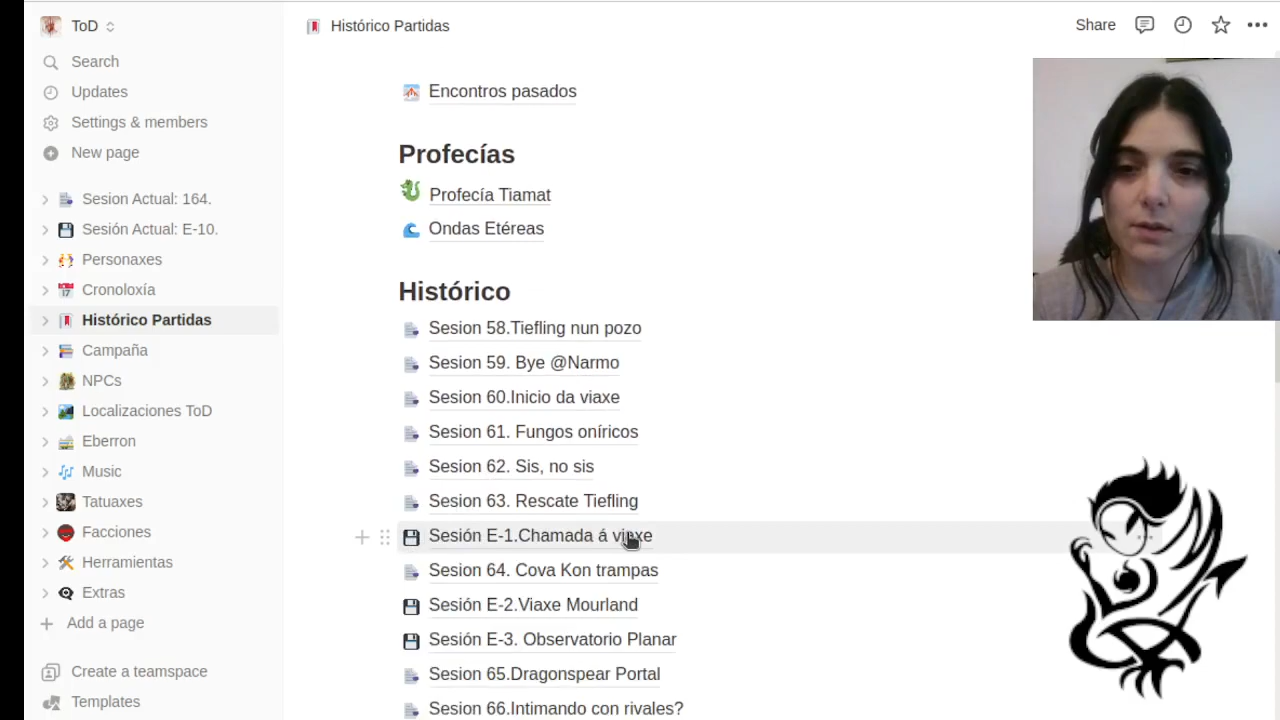 ToD
Search
Updates
Settings & members
New page
Sesion Actual: 164.
Sesión Actual: E-10.
Personaxes
Cronoloxía
Histórico Partidas
Campaña
NPCs
Localizaciones ToD
Eberron
Music
Tatuaxes
Facciones
Herramientas
Extras
Add a page
Create a teamspace
Templates
Histórico Partidas
Share
Encontros pasados
Profecías
Profecía Tiamat
Ondas Etéreas
Histórico
Sesion 58.Tiefling nun pozo
Sesion 59. Bye @Narmo
Sesion 60.Inicio da viaxe
Sesion 61. Fungos oníricos
Sesion 62. Sis, no sis
Sesion 63. Rescate Tiefling
Sesión E-1.Chamada á viaxe
Sesion 64. Cova Kon trampas
Sesión E-2.Viaxe Mourland
Sesión E-3. Observatorio Planar
Sesion 65.Dragonspear Portal
Sesion 66.Intimando con rivales?